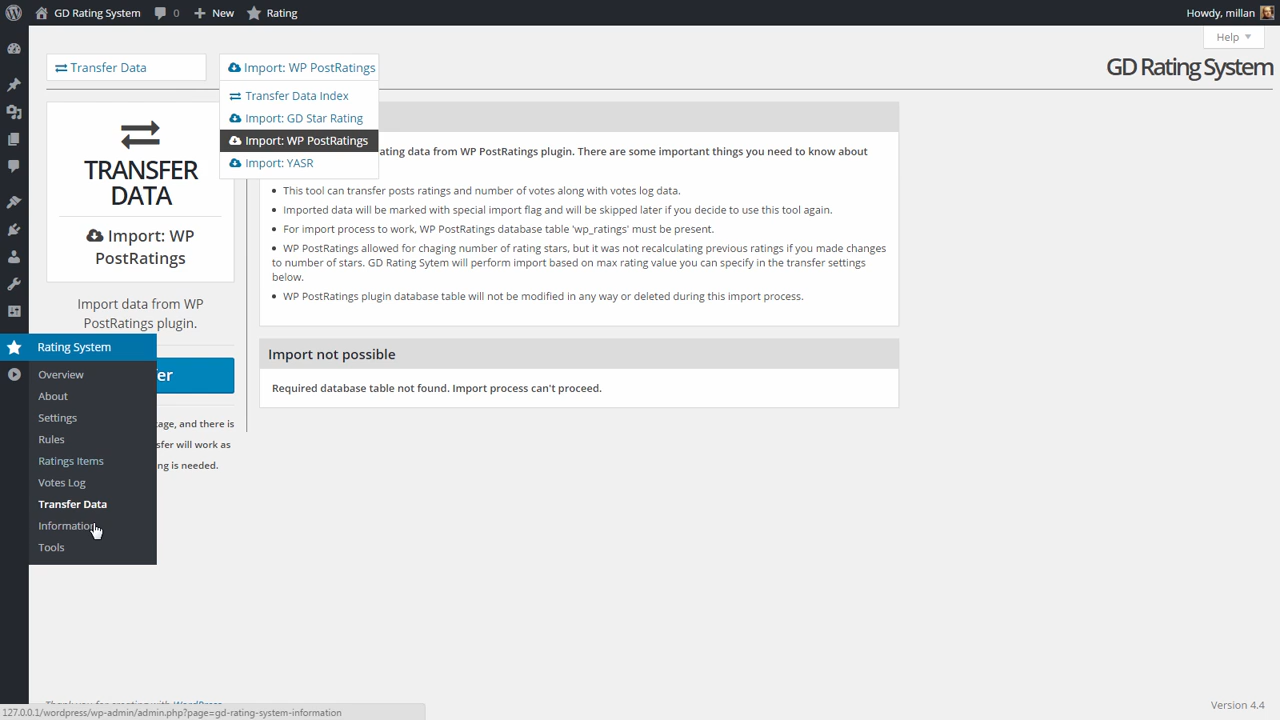 GD Rating System
0
New
Rating
Howdy, millan
Help
Transfer Data
Import: WP PostRatings
GD Rating System
Transfer Data Index
Import: GD Star Rating
Import: WP PostRatings
Import: YASR
TRANSFER
DATA
Import: WP
PostRatings
Import data from WP
PostRatings plugin.
ating data from WP PostRatings plugin. There are some important things you need to know about
• This tool can transfer posts ratings and number of votes along with votes log data.
• Imported data will be marked with special import flag and will be skipped later if you decide to use this tool again.
• For import process to work, WP PostRatings database table 'wp_ratings' must be present.
• WP PostRatings allowed for chaging number of rating stars, but it was not recalculating previous ratings if you made changes
to number of stars. GD Rating Sytem will perform import based on max rating value you can specify in the transfer settings
below.
• WP PostRatings plugin database table will not be modified in any way or deleted during this import process.
Import not possible
Required database table not found. Import process can't proceed.
Rating System
Overview
About
Settings
Rules
Ratings Items
Votes Log
Transfer Data
Information
Tools
fer
age, and there is
sfer will work as
ng is needed.
Thank you for creating with WordPress
Version 4.4
127.0.0.1/wordpress/wp-admin/admin.php?page=gd-rating-system-information